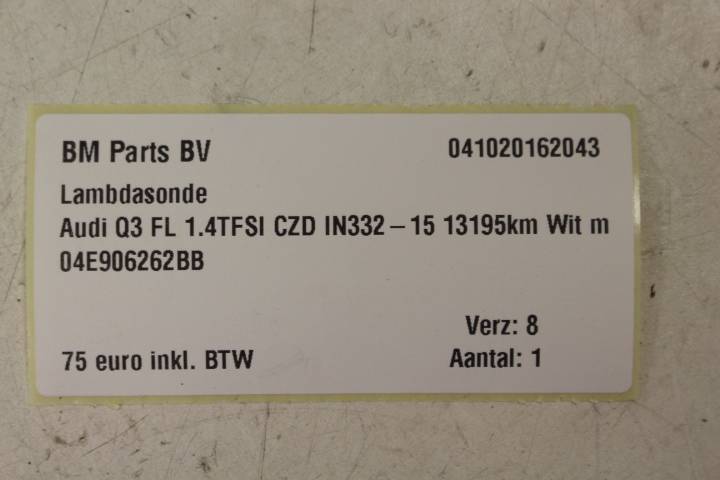 BM Parts BV 041020162043
Lambdasonde
Audi Q3 FL 1.4TFSI CZD IN332 – 15 13195km Wit m
04E906262BB
Verz: 8
75 euro inkl. BTW Aantal: 1